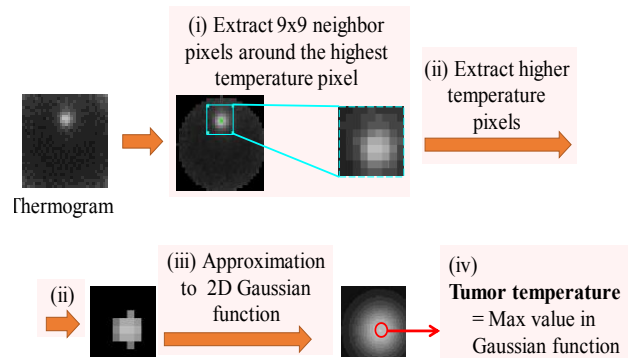 (i) Extract 9x9 neighbor
pixels around the highest
temperature pixel
(ii) Extract higher
temperature
pixels
Thermogram
(ii)
(iii) Approximation
to 2D Gaussian
function
(iv)
Tumor temperature
= Max value in
Gaussian function